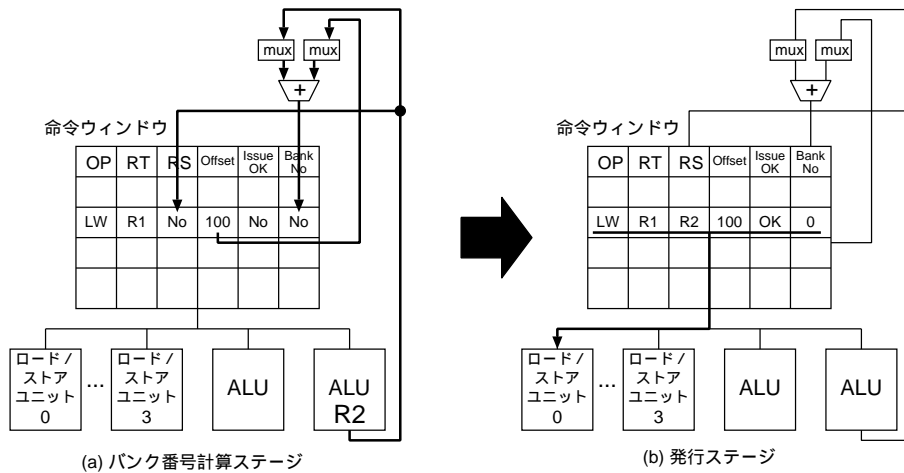 mux mux
+
命令ウィンドウ
OP RT RS Offset Issue OK Bank No
LW R1 No 100 No No
ロード/ストアユニット 0
...
ロード/ストアユニット 3
ALU
ALU R2
(a) バンク番号計算ステージ
mux mux
+
命令ウィンドウ
OP RT RS Offset Issue OK Bank No
LW R1 R2 100 OK 0
ロード/ストアユニット 0
...
ロード/ストアユニット 3
ALU
ALU
(b) 発行ステージ